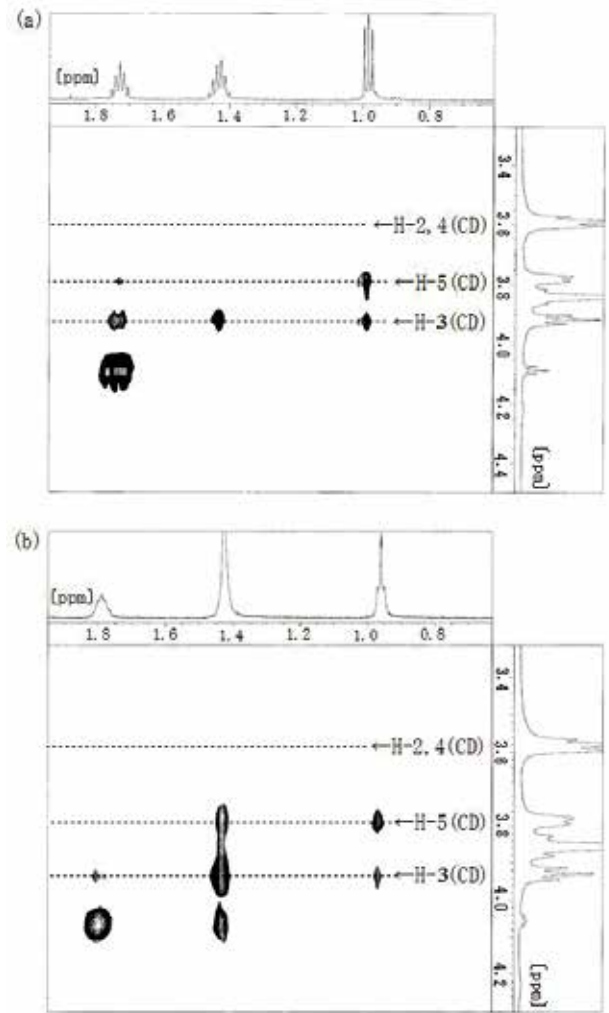 (a)
[ppm]
1.8 1.6 1.4 1.2 1.0 0.8
3.4
←H-2,4(CD) 3.6
←H-5(CD) 3.8
←H-3(CD)
4.0
4.2
4.4
[ppm]
(b)
[ppm]
1.8 1.6 1.4 1.2 1.0 0.8
3.4
←H-2,4(CD) 3.6
←H-5(CD) 3.8
←H-3(CD)
4.0
4.2
[ppm]